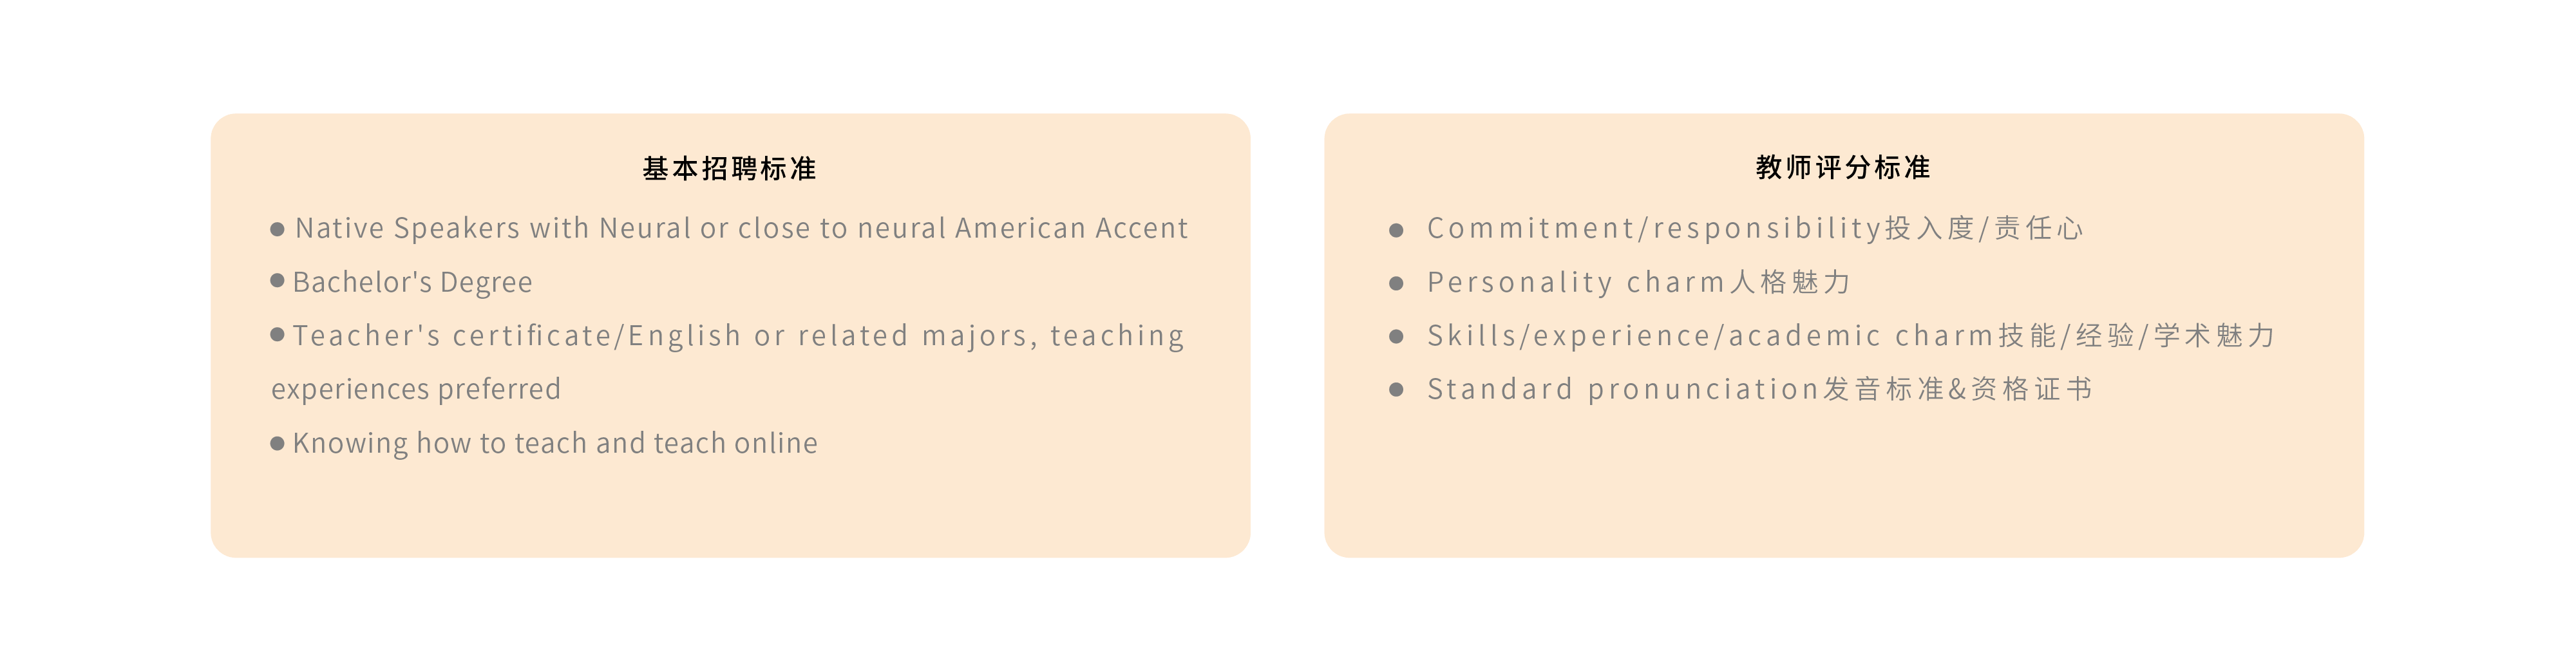 基本招聘标准
● Native Speakers with Neural or close to neural American Accent
● Bachelor's Degree
● Teacher's certificate/English or related majors, teaching
experiences preferred
● Knowing how to teach and teach online
教师评分标准
● Commitment/responsibility投入度/责任心
● Personality charm人格魅力
● Skills/experience/academic charm技能/经验/学术魅力
● Standard pronunciation发音标准&资格证书